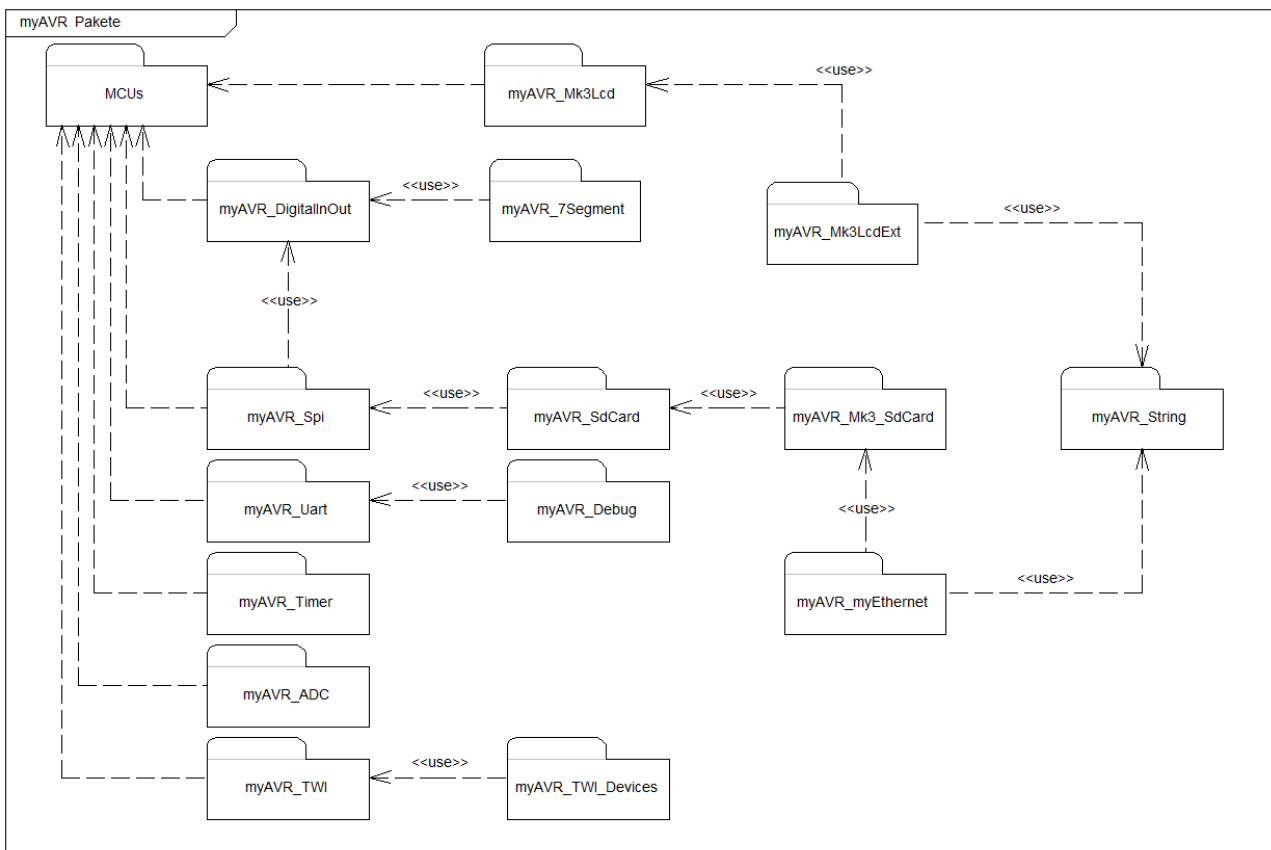 myAVR Pakete
MCUs
myAVR_Mk3Lcd
<<use>>
myAVR_DigitalInOut
<<use>>
myAVR_7Segment
myAVR_Mk3LcdExt
<<use>>
<<use>>
myAVR_Spi
<<use>>
myAVR_SdCard
<<use>>
myAVR_Mk3_SdCard
myAVR_String
myAVR_Uart
<<use>>
myAVR_Debug
<<use>>
myAVR_Timer
myAVR_myEthernet
<<use>>
myAVR_ADC
myAVR_TWI
<<use>>
myAVR_TWI_Devices